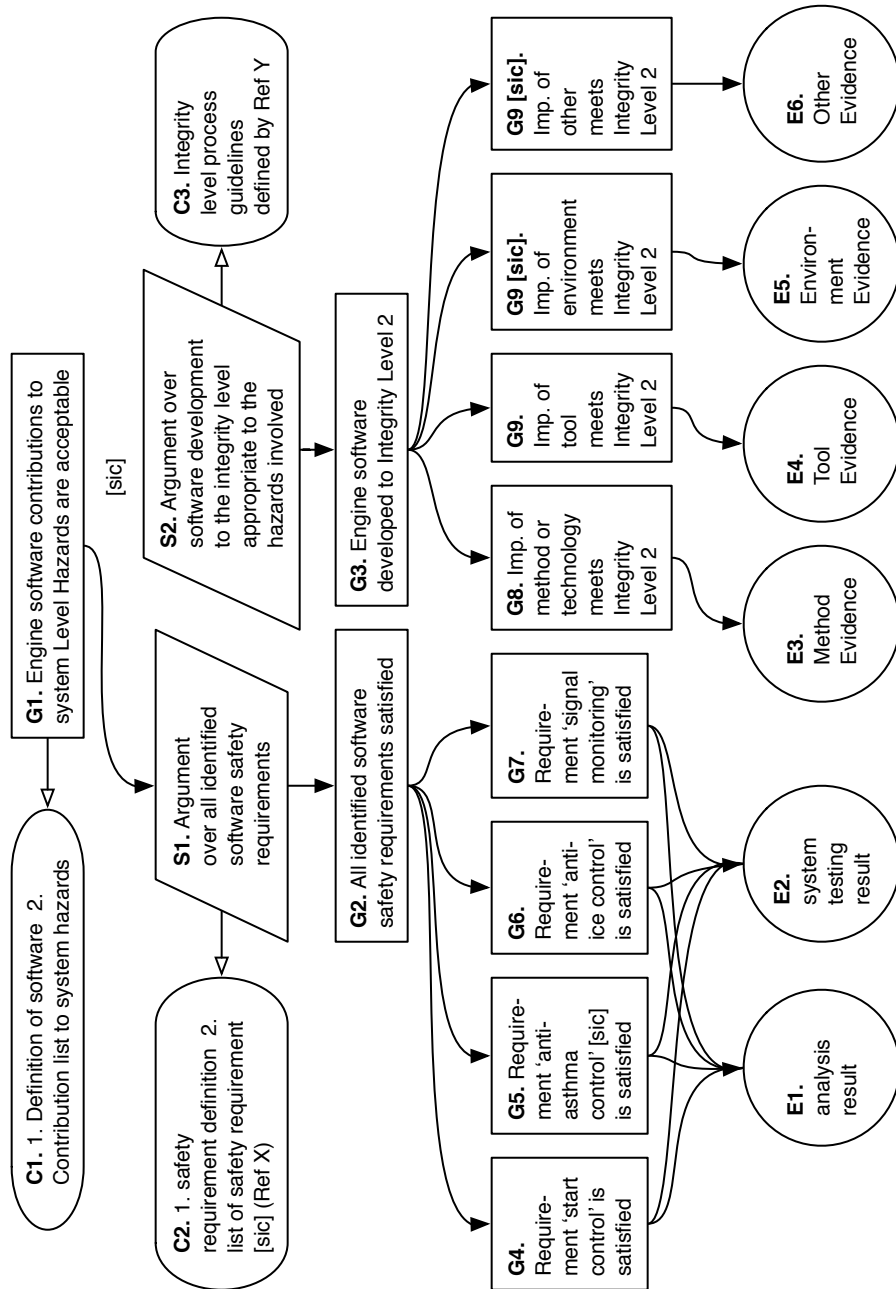 C1. 1. Definition of software 2.
Contribution list to system hazards
G1. Engine software contributions to
system Level Hazards are acceptable
[sic]
C2. 1. safety
requirement definition 2.
list of safety requirement
[sic] (Ref X)
S1. Argument
over all identified
software safety
requirements
S2. Argument over
software development
to the integrity level
appropriate to the
hazards involved
C3. Integrity
level process
guidelines
defined by Ref Y
G2. All identified software
safety requirements satisfied
G3. Engine software
developed to Integrity Level 2
G4.
Require-
ment ‘start
control’ is
satisfied
G5. Require-
ment ‘anti-
asthma
control’ [sic]
is satisfied
G6.
Require-
ment ‘anti-
ice control’
is satisfied
G7.
Require-
ment ‘signal
monitoring’
is satisfied
G8. Imp. of
method or
technology
meets
Integrity
Level 2
G9. Imp. of
tool
meets
Integrity
Level 2
G9 [sic].
Imp. of
environment
meets
Integrity
Level 2
G9 [sic].
Imp. of
other
meets
Integrity
Level 2
E1.
analysis
result
E2.
system
testing
result
E3.
Method
Evidence
E4.
Tool
Evidence
E5.
Environ-
ment
Evidence
E6.
Other
Evidence